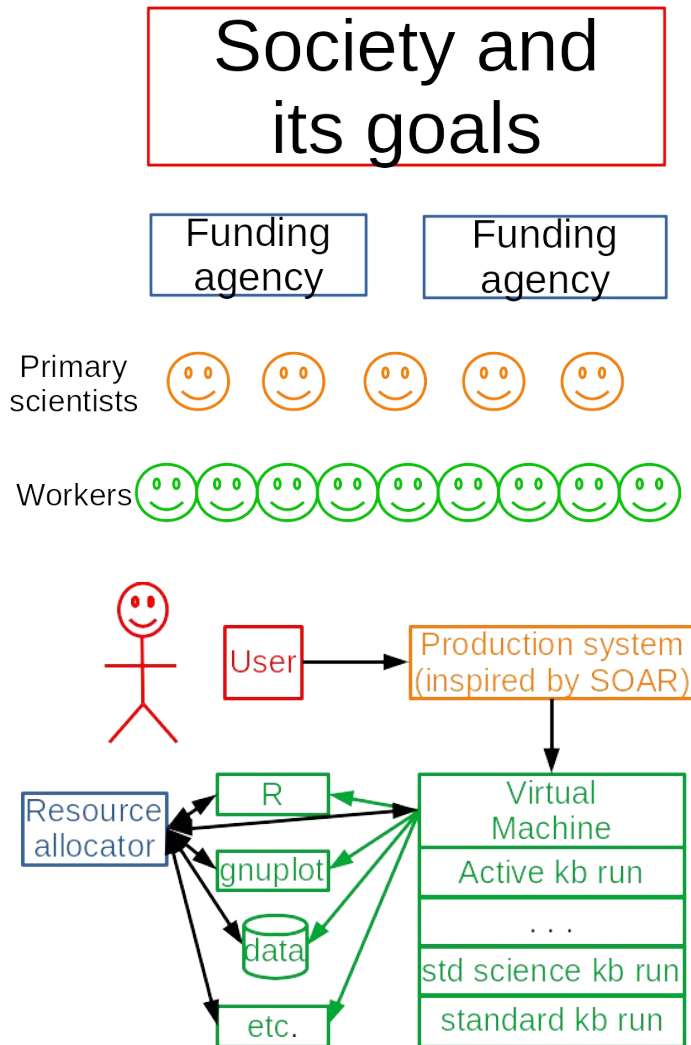 Society and
its goals
Funding
agency
Funding
agency
Primary
scientists
Workers
User
Production system
(inspired by SOAR)
Resource
allocator
R
gnuplot
data
etc.
Virtual
Machine
Active kb run
. . .
std science kb run
standard kb run